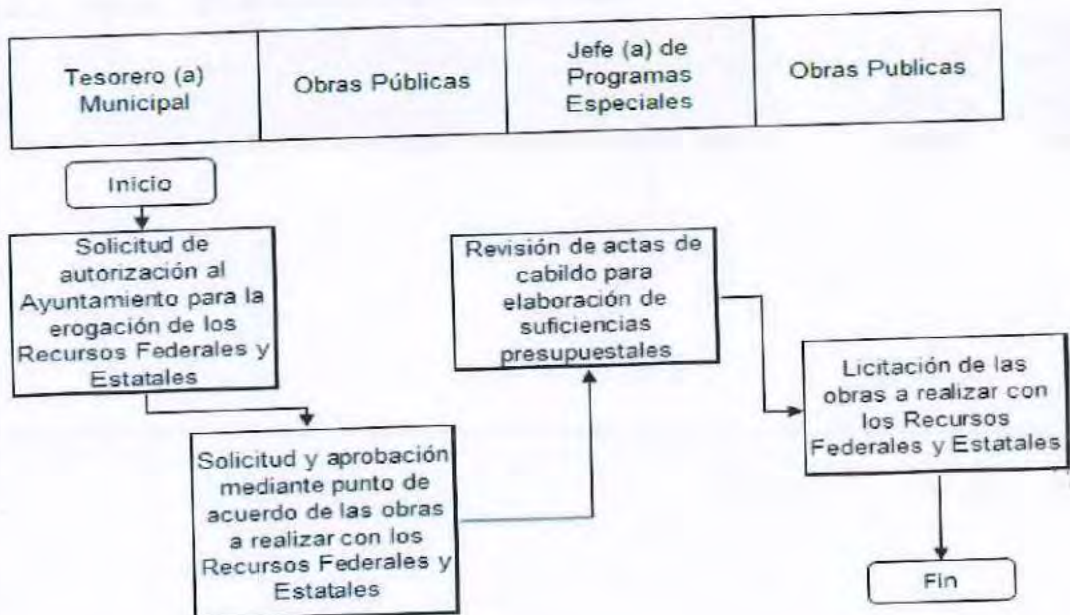 Tesorero (a)
Municipal
Obras Públicas
Jefe (a) de
Programas
Especiales
Obras Publicas
Inicio
Solicitud de
autorización al
Ayuntamiento para la
erogación de los
Recursos Federales y
Estatales
Solicitud y aprobación
mediante punto de
acuerdo de las obras
a realizar con los
Recursos Federales y
Estatales
Revisión de actas de
cabildo para
elaboración de
suficiencias
presupuestales
Licitación de las
obras a realizar con
los Recursos
Federales y Estatales
Fin